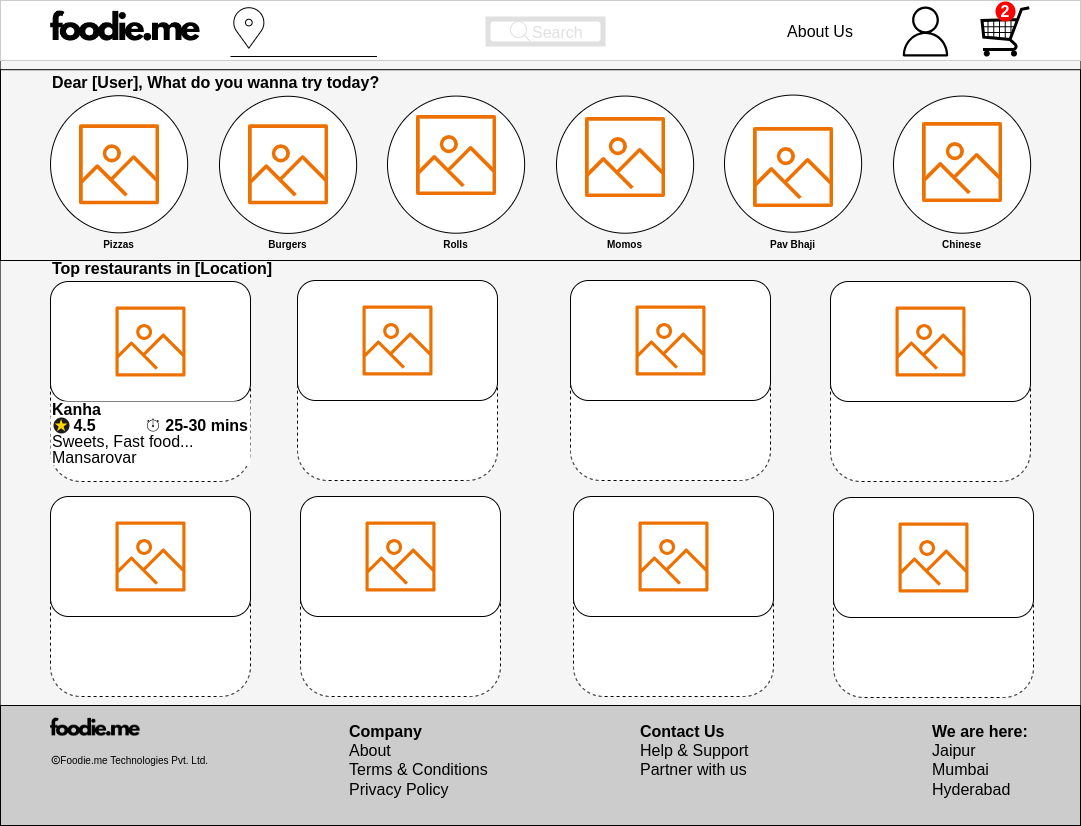 foodie.me
Search
About Us
2
Dear [User], What do you wanna try today?
Pizzas
Burgers
Rolls
Momos
Pav Bhaji
Chinese
Top restaurants in [Location]
Kanha
4.5 25-30 mins
Sweets, Fast food...
Mansarovar
foodie.me
©Foodie.me Technologies Pvt. Ltd.
Company
About
Terms & Conditions
Privacy Policy
Contact Us
Help & Support
Partner with us
We are here:
Jaipur
Mumbai
Hyderabad